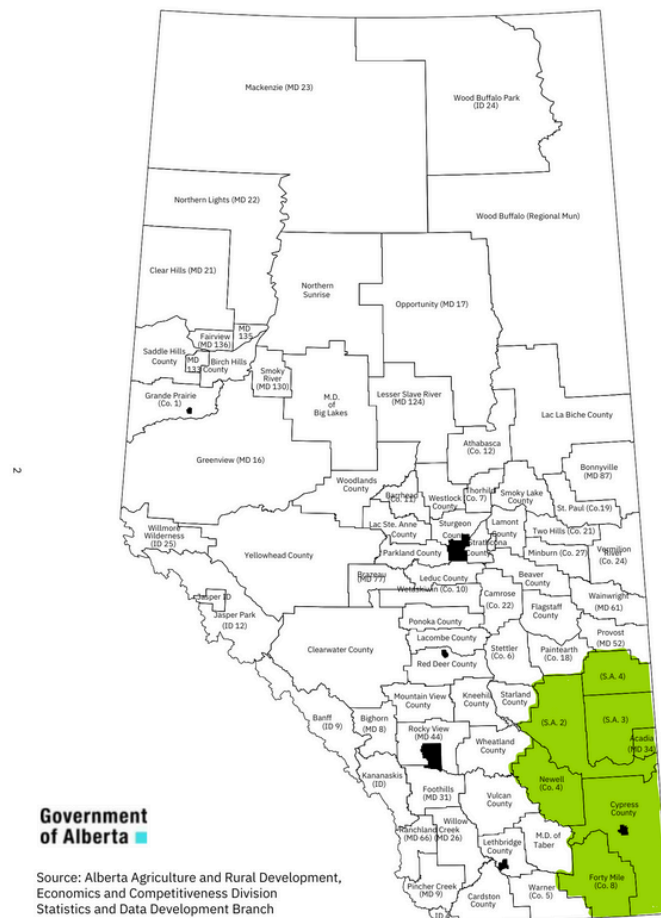 Mackenzie (MD 23)
Wood Buffalo Park
(ID 24)
Northern Lights (MD 22)
Wood Buffalo (Regional Mun)
Clear Hills (MD 21)
Northern
Sunrise
Opportunity (MD 17)
MD
135
Fairview
(MD 136)
Saddle Hills
County
MD
133
Birch Hills
County
Smoky
River
(MD 130)
Grande Prairie
(Co. 1)
M.D.
of
Big Lakes
Lesser Slave River
(MD 124)
Lac La Biche County
Athabasca
(Co. 12)
Greenview (MD 16)
Bonnyville
(MD 87)
Woodlands
County
Barrhead
(Co. 11)
Westlock
County
Thorhild
(Co. 7)
Smoky Lake
County
St. Paul (Co.19)
2
Willmore
Wilderness
(ID 25)
Lac Ste. Anne
County
Sturgeon
County
Lamont
County
Two Hills (Co. 21)
Yellowhead County
Parkland County
Strathcona
County
Minburn (Co. 27)
Vermilion
River
(Co. 24)
Brazeau
(MD 77)
Leduc County
Beaver
County
Wetaskiwin (Co. 10)
Camrose
(Co. 22)
Wainwright
(MD 61)
Jasper ID
Jasper Park
(ID 12)
Flagstaff
County
Ponoka County
Provost
(MD 52)
Clearwater County
Lacombe County
Stettler
(Co. 6)
Paintearth
(Co. 18)
Red Deer County
(S.A. 4)
Mountain View
County
Kneehill
County
Starland
County
Banff
(ID 9)
Bighorn
(MD 8)
(S.A. 2)
(S.A. 3)
Rocky View
(MD 44)
Wheatland
County
Acadia
(MD 34)
Kananaskis
(ID)
Newell
(Co. 4)
Foothills
(MD 31)
Vulcan
County
Cypress
County
Ranchland
(MD 66)
Willow
Creek
(MD 26)
M.D. of
Taber
Lethbridge
County
Forty Mile
(Co. 8)
Pincher Creek
(MD 9)
Cardston
County
Warner
(Co. 5)
ID 4
Government
of Alberta
Source: Alberta Agriculture and Rural Development,
Economics and Competitiveness Division
Statistics and Data Development Branch